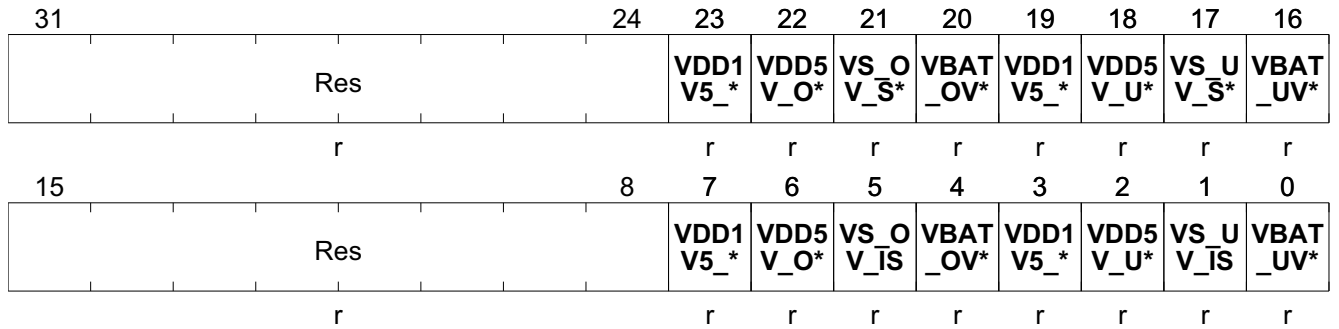 31 24 23 22 21 20 19 18 17 16
Res VDD1 VDD5 VS_O VBAT VDD1 VDD5 VS_U VBAT
V5_* V_O* V_S* _OV* V5_* V_U* V_S* _UV*
r r r r r r r r r
15 8 7 6 5 4 3 2 1 0
Res VDD1 VDD5 VS_O VBAT VDD1 VDD5 VS_U VBAT
V5_* V_O* V_IS _OV* V5_* V_U* V_IS _UV*
r r r r r r r r r